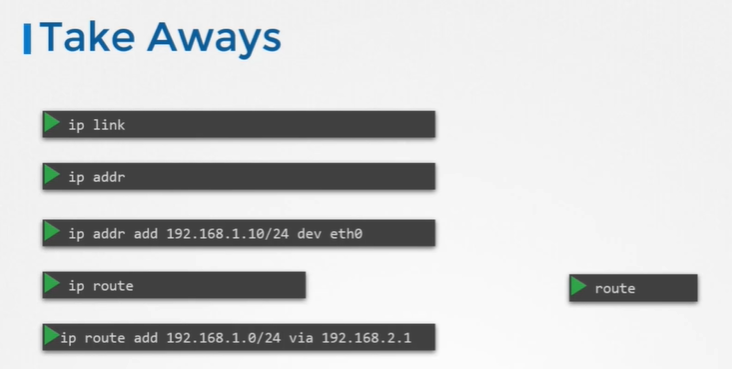 Take Aways
ip link
ip addr
ip addr add 192.168.1.10/24 dev eth0
ip route
route
ip route add 192.168.1.0/24 via 192.168.2.1